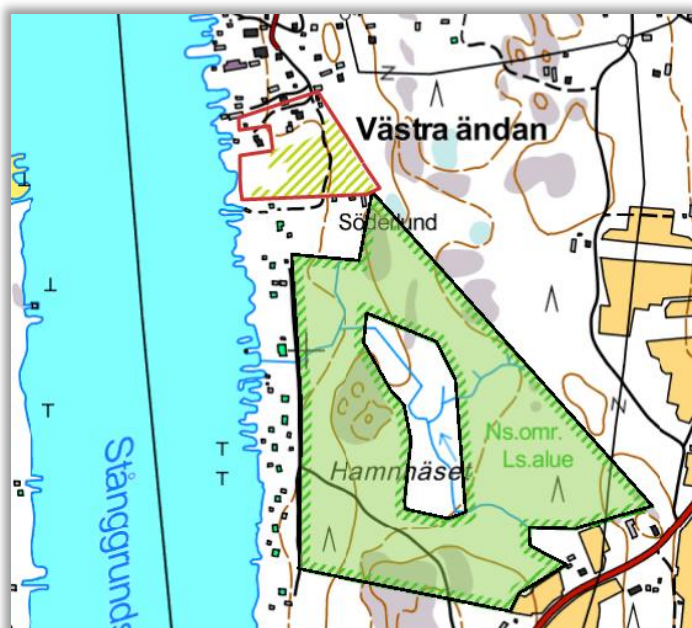 Västra ändan
Söderlund
Ns.omr.
Ls.alue
Hamnhäset
Stånggrunds